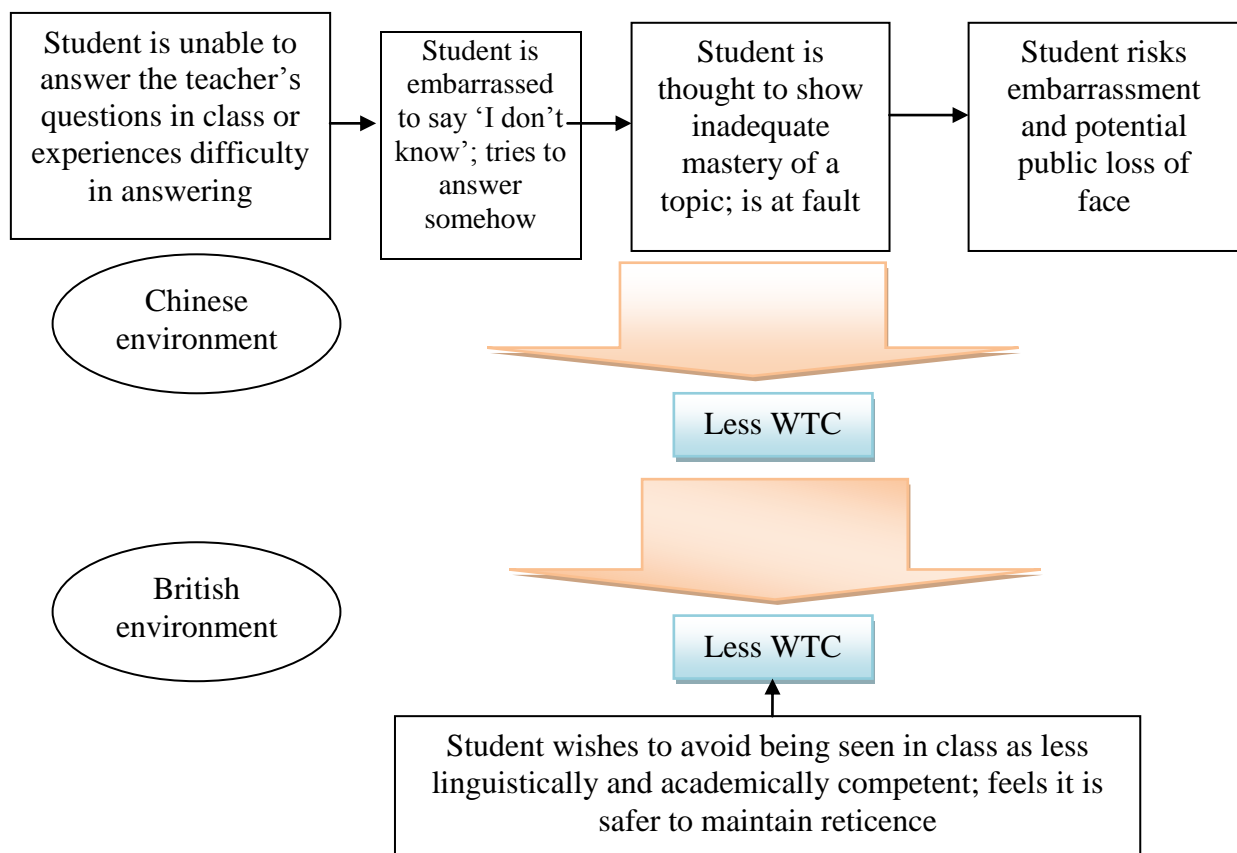 Student is unable to
answer the teacher’s
questions in class or
experiences difficulty
in answering
Student is
embarrassed
to say ‘I don’t
know’; tries to
answer
somehow
Student is
thought to show
inadequate
mastery of a
topic; is at fault
Student risks
embarrassment
and potential
public loss of
face
Chinese
environment
Less WTC
British
environment
Less WTC
Student wishes to avoid being seen in class as less
linguistically and academically competent; feels it is
safer to maintain reticence